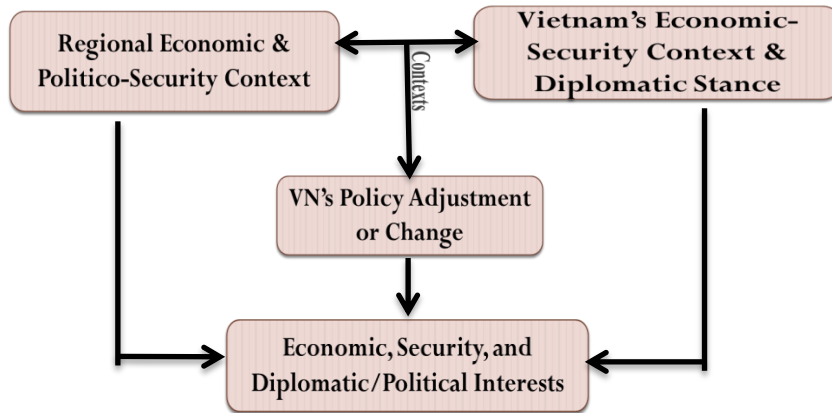 Regional Economic &
Politico-Security Context
Vietnam's Economic-
Security Context &
Diplomatic Stance
Contexts
VN's Policy Adjustment
or Change
Economic, Security, and
Diplomatic/Political Interests